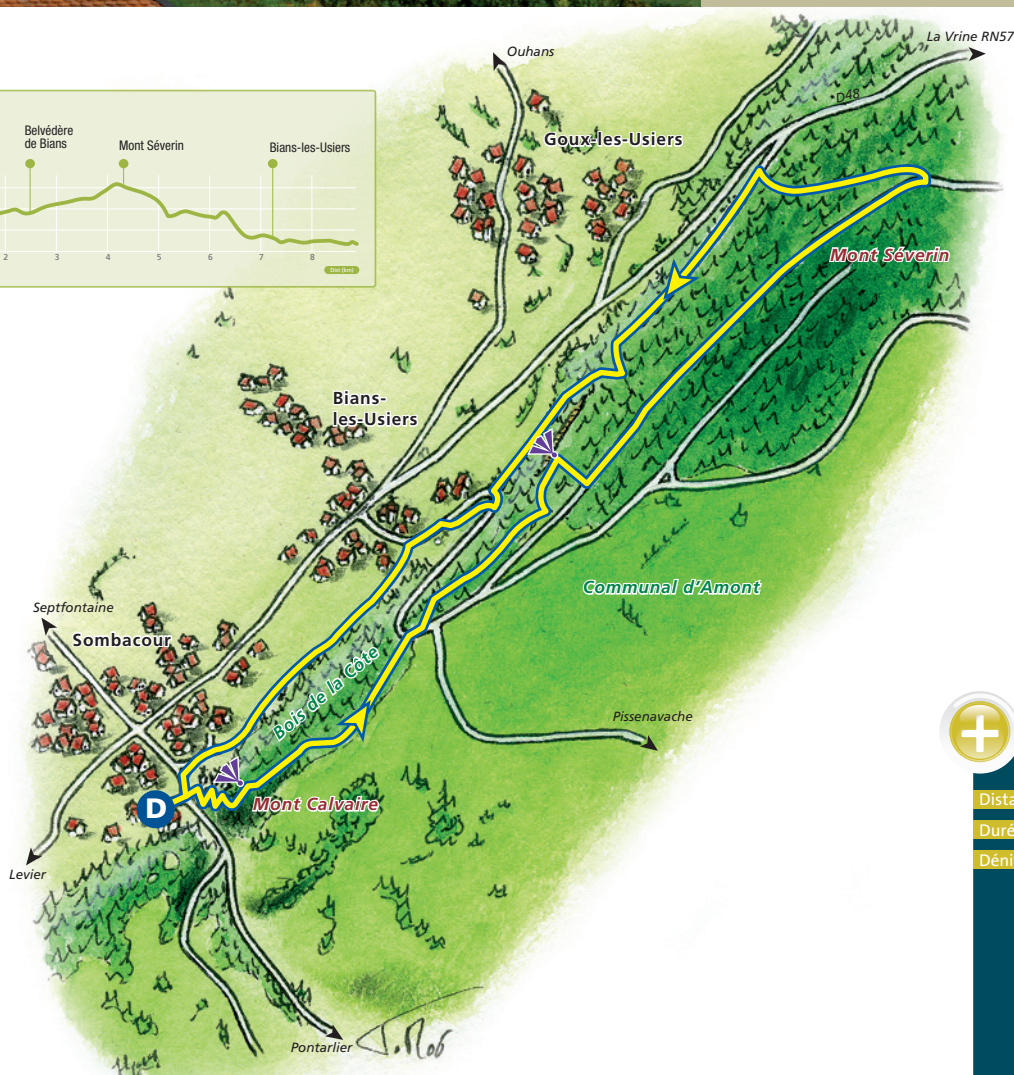 La Vrine RN57
Ouhans
D48
Belvédère
de Bians
Mont Séverin
Bians-les-Usiers
2 3 4 5 6 7 8
Dist (km)
Goux-les-Usiers
Mont Séverin
Bians-
les-Usiers
Communal d'Amont
Septfontaine
Sombacour
Bois de la Côte
Pissenavache
Mont Calvaire
D
Levier
Pontarlier
Dista
Duré
Déni